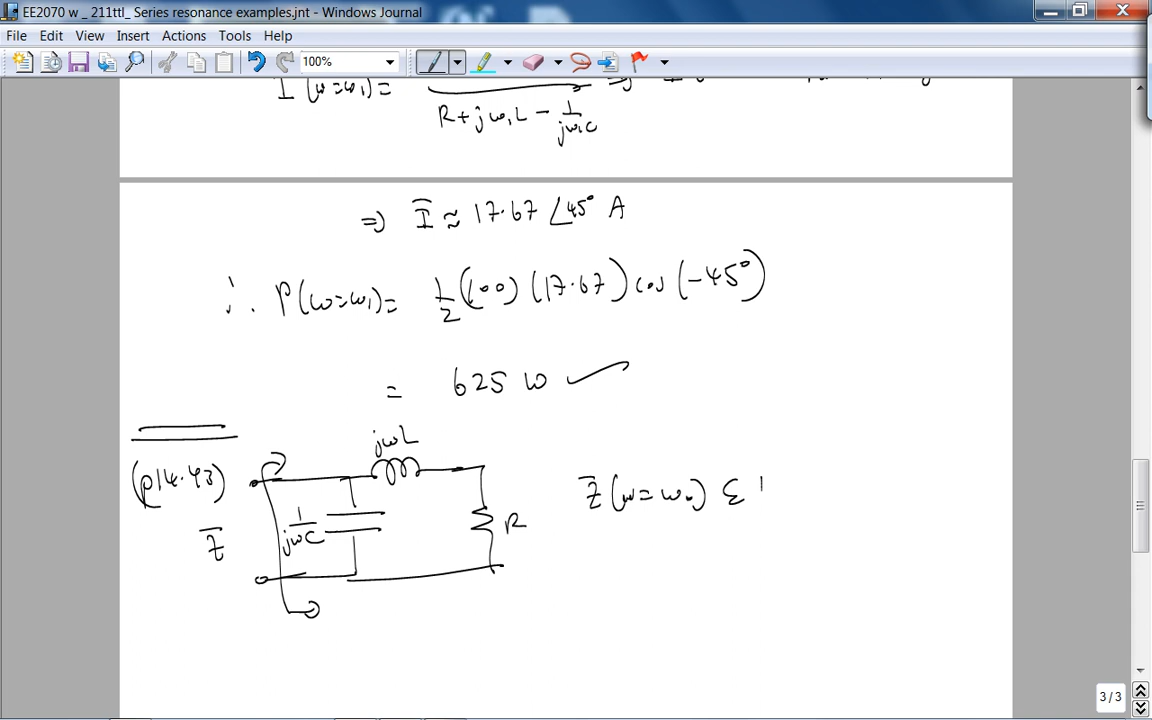 EE2070 w _ 211ttl_ Series resonance examples.jnt - Windows Journal
File Edit View Insert Actions Tools Help
100%
I (ω=ω₁) =
R+jω₁L - 1/jω₁C
⇒ I̅ ≈ 17.67 ∠45° A
∴ P(ω=ω₁) = 1/2 (100) (17.67) cos (-45°)
= 625 W ✓
(P14.43)
jωL
Z̅
1/jωC
R
Z̅ (ω=ω₀) ε
3/3